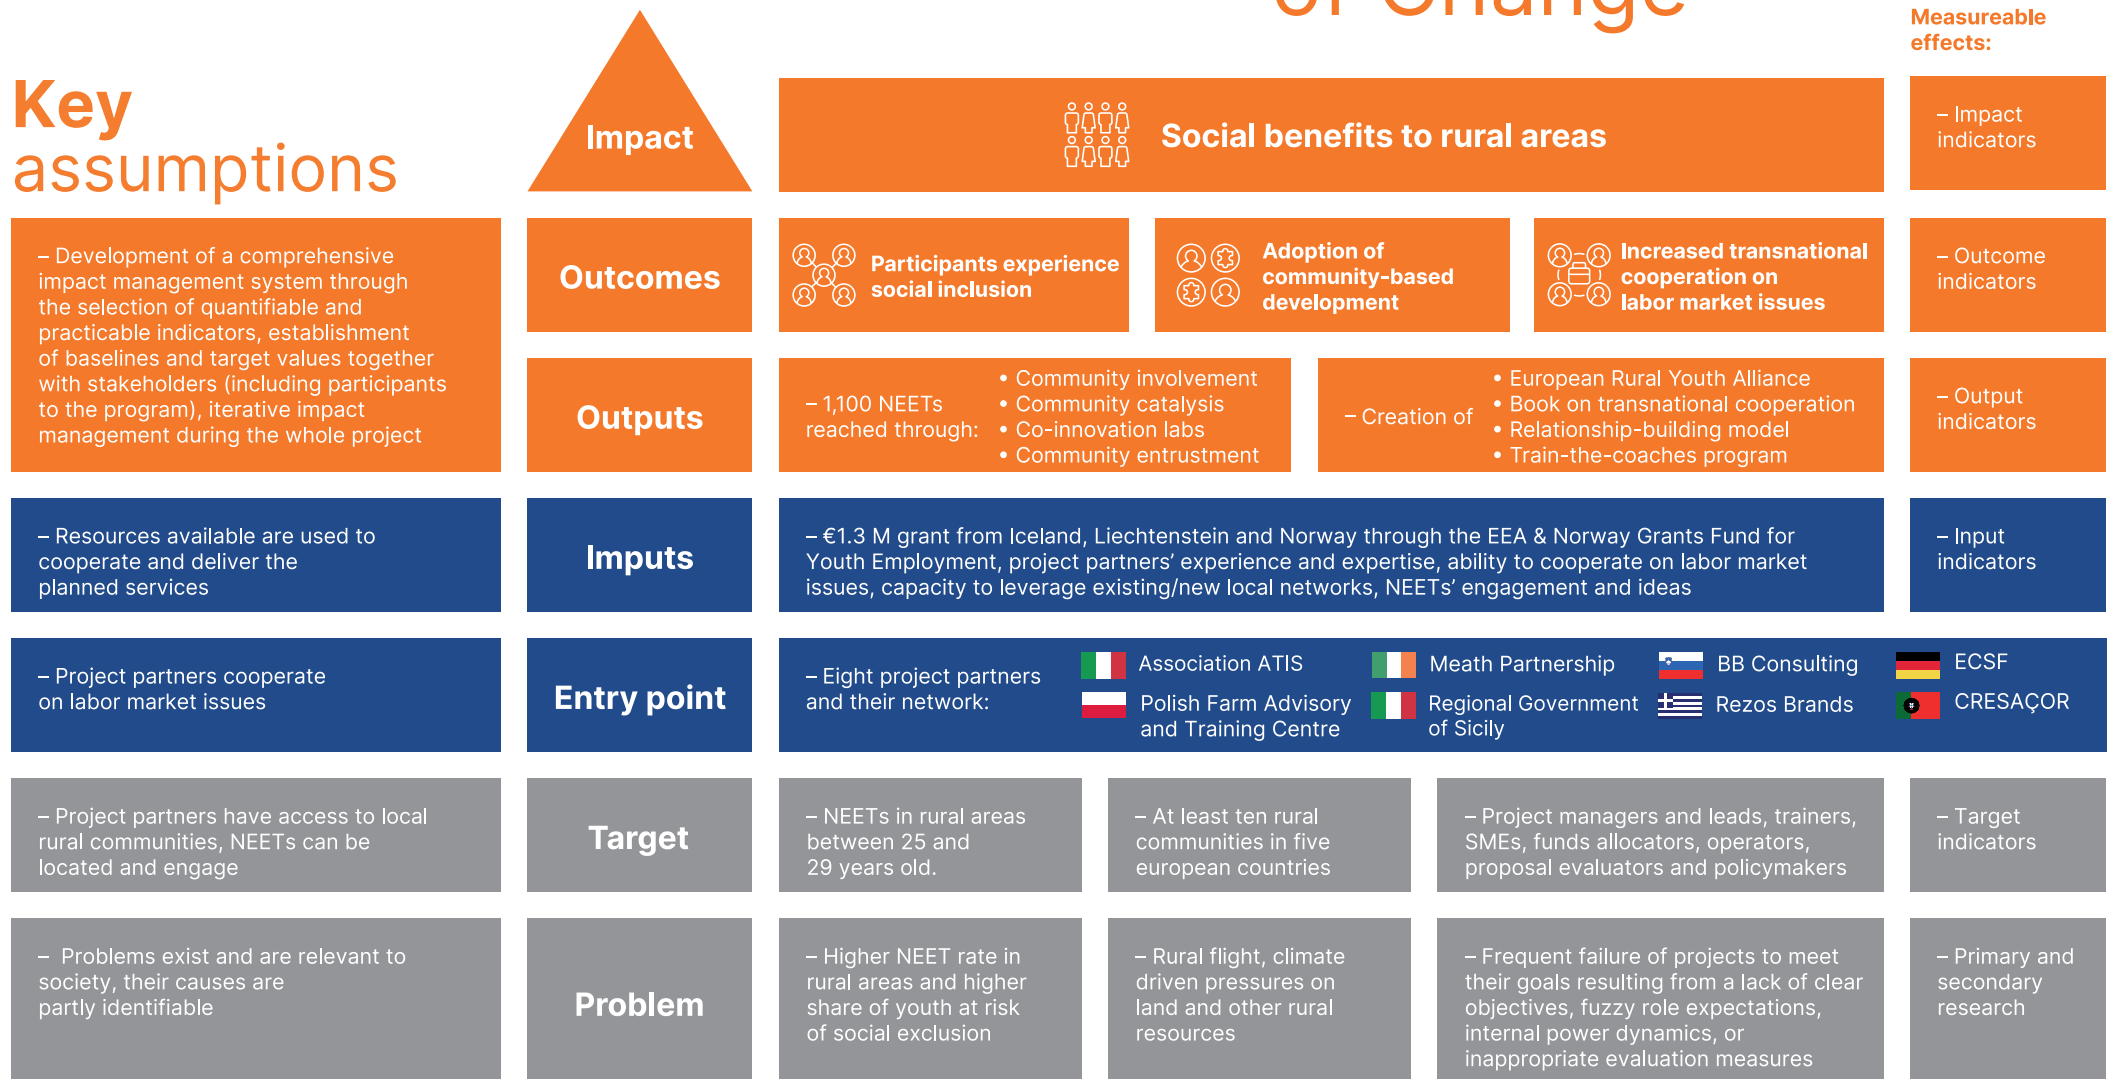 of Change
Measureable
effects:
Key
assumptions
Impact
Social benefits to rural areas
– Impact
indicators
– Development of a comprehensive
impact management system through
the selection of quantifiable and
practicable indicators, establishment
of baselines and target values together
with stakeholders (including participants
to the program), iterative impact
management during the whole project
Outcomes
Participants experience
social inclusion
Adoption of
community-based
development
Increased transnational
cooperation on
labor market issues
– Outcome
indicators
Outputs
– 1,100 NEETs
reached through:
• Community involvement
• Community catalysis
• Co-innovation labs
• Community entrustment
– Creation of
• European Rural Youth Alliance
• Book on transnational cooperation
• Relationship-building model
• Train-the-coaches program
– Output
indicators
– Resources available are used to
cooperate and deliver the
planned services
Imputs
– €1.3 M grant from Iceland, Liechtenstein and Norway through the EEA & Norway Grants Fund for
Youth Employment, project partners’ experience and expertise, ability to cooperate on labor market
issues, capacity to leverage existing/new local networks, NEETs’ engagement and ideas
– Input
indicators
– Project partners cooperate
on labor market issues
Entry point
– Eight project partners
and their network:
Association ATIS
Meath Partnership
BB Consulting
ECSF
Polish Farm Advisory
and Training Centre
Regional Government
of Sicily
Rezos Brands
CRESAÇOR
– Project partners have access to local
rural communities, NEETs can be
located and engage
Target
– NEETs in rural areas
between 25 and
29 years old.
– At least ten rural
communities in five
european countries
– Project managers and leads, trainers,
SMEs, funds allocators, operators,
proposal evaluators and policymakers
– Target
indicators
– Problems exist and are relevant to
society, their causes are
partly identifiable
Problem
– Higher NEET rate in
rural areas and higher
share of youth at risk
of social exclusion
– Rural flight, climate
driven pressures on
land and other rural
resources
– Frequent failure of projects to meet
their goals resulting from a lack of clear
objectives, fuzzy role expectations,
internal power dynamics, or
inappropriate evaluation measures
– Primary and
secondary
research